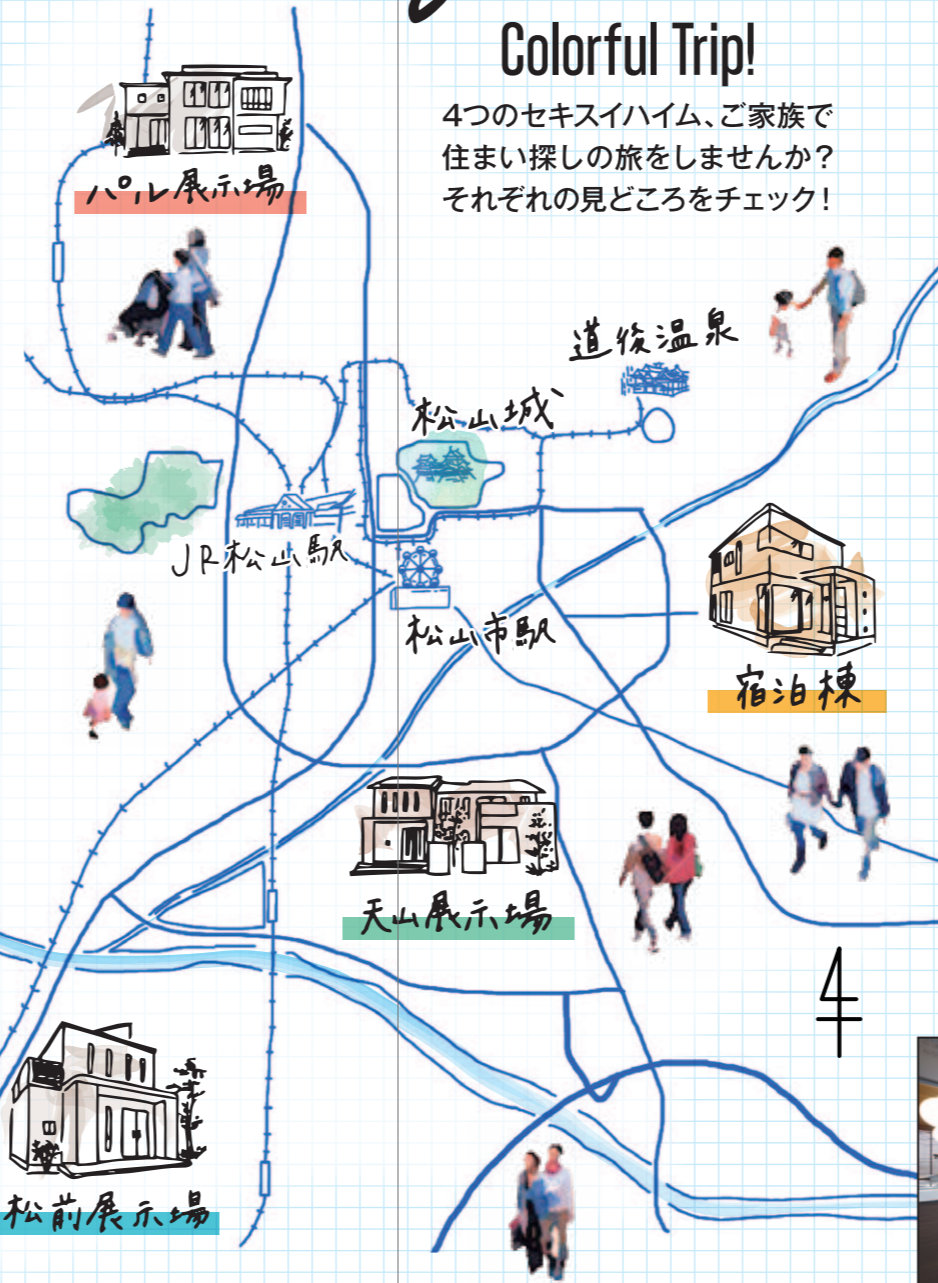 Colorful Trip!
4つのセキスイハイム、ご家族で
住まい探しの旅をしませんか?
それぞれの見どころをチェック!
パル展示場
道後温泉
松山城
JR松山駅
松山市駅
宿泊棟
天山展示場
松前展示場